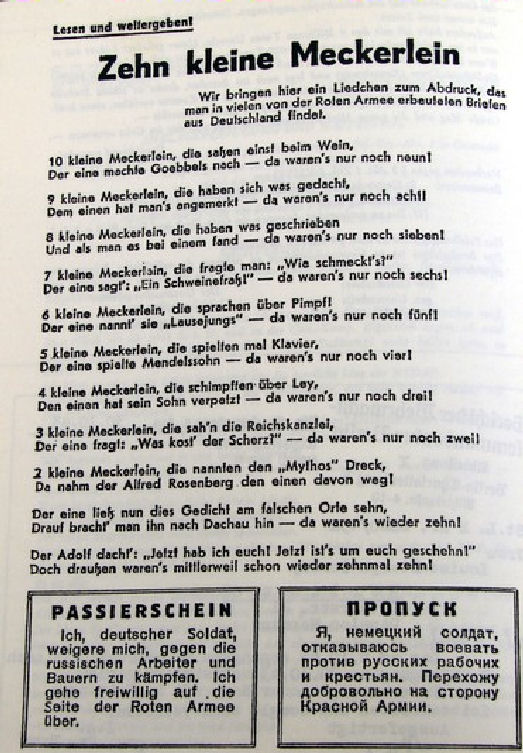 Lesen und weitergeben!
Zehn kleine Meckerlein
Wir bringen hier ein Liedchen zum Abdruck, das
man in vielen von der Roten Armee erbeuteten Briefen
aus Deutschland findet.
10 kleine Meckerlein, die saßen einst beim Wein,
Der eine machte Goebbels nach — da waren's nur noch neun!
9 kleine Meckerlein, die haben sich was gedacht,
Dem einen hat man's angemerkt — da waren's nur noch acht!
8 kleine Meckerlein, die haben was geschrieben
Und als man es bei einem fand — da waren's nur noch sieben!
7 kleine Meckerlein, die fragte man: „Wie schmeckt's?"
Der eine sagt': „Ein Schweinefraß!" — da waren's nur noch sechs!
6 kleine Meckerlein, die sprachen über Pimpf!
Der eine nannt' sie „Lausejungs" — da waren's nur noch fünf!
5 kleine Meckerlein, die spielten mal Klavier,
Der eine spielte Mendelssohn — da waren's nur noch vier!
4 kleine Meckerlein, die schimpften über Ley,
Den einen hat sein Sohn verpetzt — da waren's nur noch drei!
3 kleine Meckerlein, die sah'n die Reichskanzlei,
Der eine fragt: „Was kost' der Scherz?" — da waren's nur noch zwei!
2 kleine Meckerlein, die nannten den „Mythos" Dreck,
Da nahm der Alfred Rosenberg den einen davon weg!
Der eine ließ nun dies Gedicht am falschen Orte sehn,
Drauf bracht' man ihn nach Dachau hin — da waren's wieder zehn!
Der Adolf dacht': „Jetzt hab ich euch! Jetzt ist's um euch geschehn!"
Doch draußen waren's mittlerweil schon wieder zehnmal zehn!
PASSIERSCHEIN
Ich, deutscher Soldat,
weigere mich, gegen die
russischen Arbeiter und
Bauern zu kämpfen. Ich
gehe freiwillig auf die
Seite der Roten Armee
über.
ПРОПУСК
Я, немецкий солдат,
отказываюсь воевать
против русских рабочих
и крестьян. Перехожу
добровольно на сторону
Красной Армии.